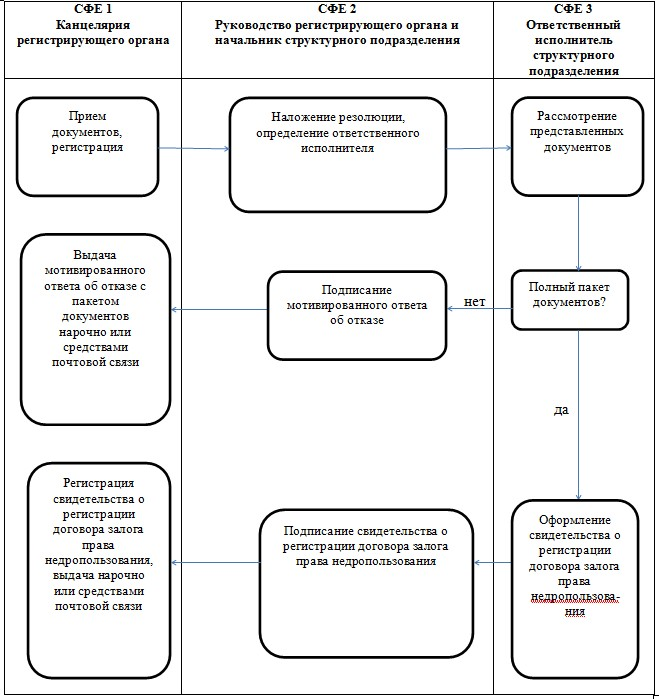 СФЕ 1
Канцелярия
регистрирующего органа
СФЕ 2
Руководство регистрирующего органа и
начальник структурного подразделения
СФЕ 3
Ответственный
исполнитель
структурного
подразделения
Прием
документов,
регистрация
Наложение резолюции,
определение ответственного
исполнителя
Рассмотрение
представленных
документов
Выдача
мотивированного
ответа об отказе с
пакетом
документов
нарочно или
средствами
почтовой связи
Подписание
мотивированного ответа
об отказе
нет
Полный пакет
документов?
да
Регистрация
свидетельства о
регистрации
договора залога
права
недропользования,
выдача нарочно
или средствами
почтовой связи
Подписание свидетельства о
регистрации договора залога
права недропользования
Оформление
свидетельства о
регистрации
договора залога
права
недропользова-
ния